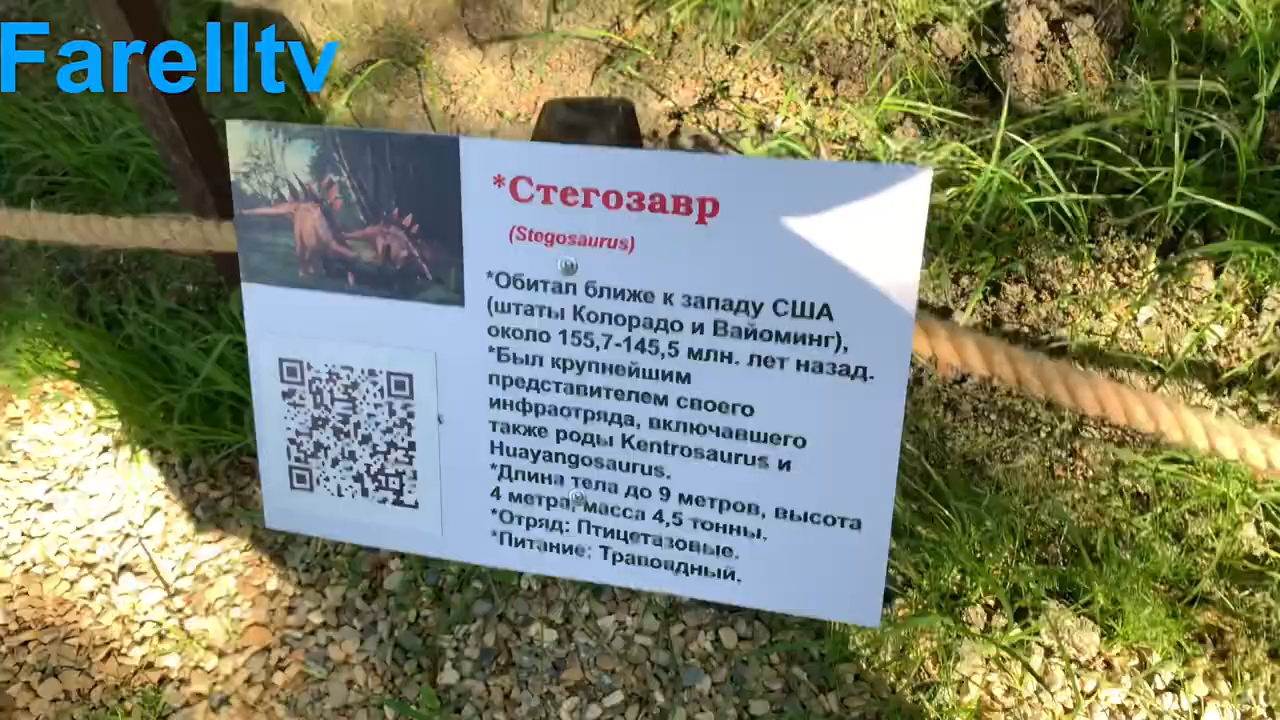 Farelltv
*Стегозавр
(Stegosaurus)
*Обитал ближе к западу США
(штаты Колорадо и Вайоминг),
около 155,7-145,5 млн. лет назад.
*Был крупнейшим
представителем своего
инфраотряда, включавшего
также роды Kentrosaurus и
Huayangosaurus.
*Длина тела до 9 метров, высота
4 метра, масса 4,5 тонны.
*Отряд: Птицетазовые.
*Питание: Травоядный.